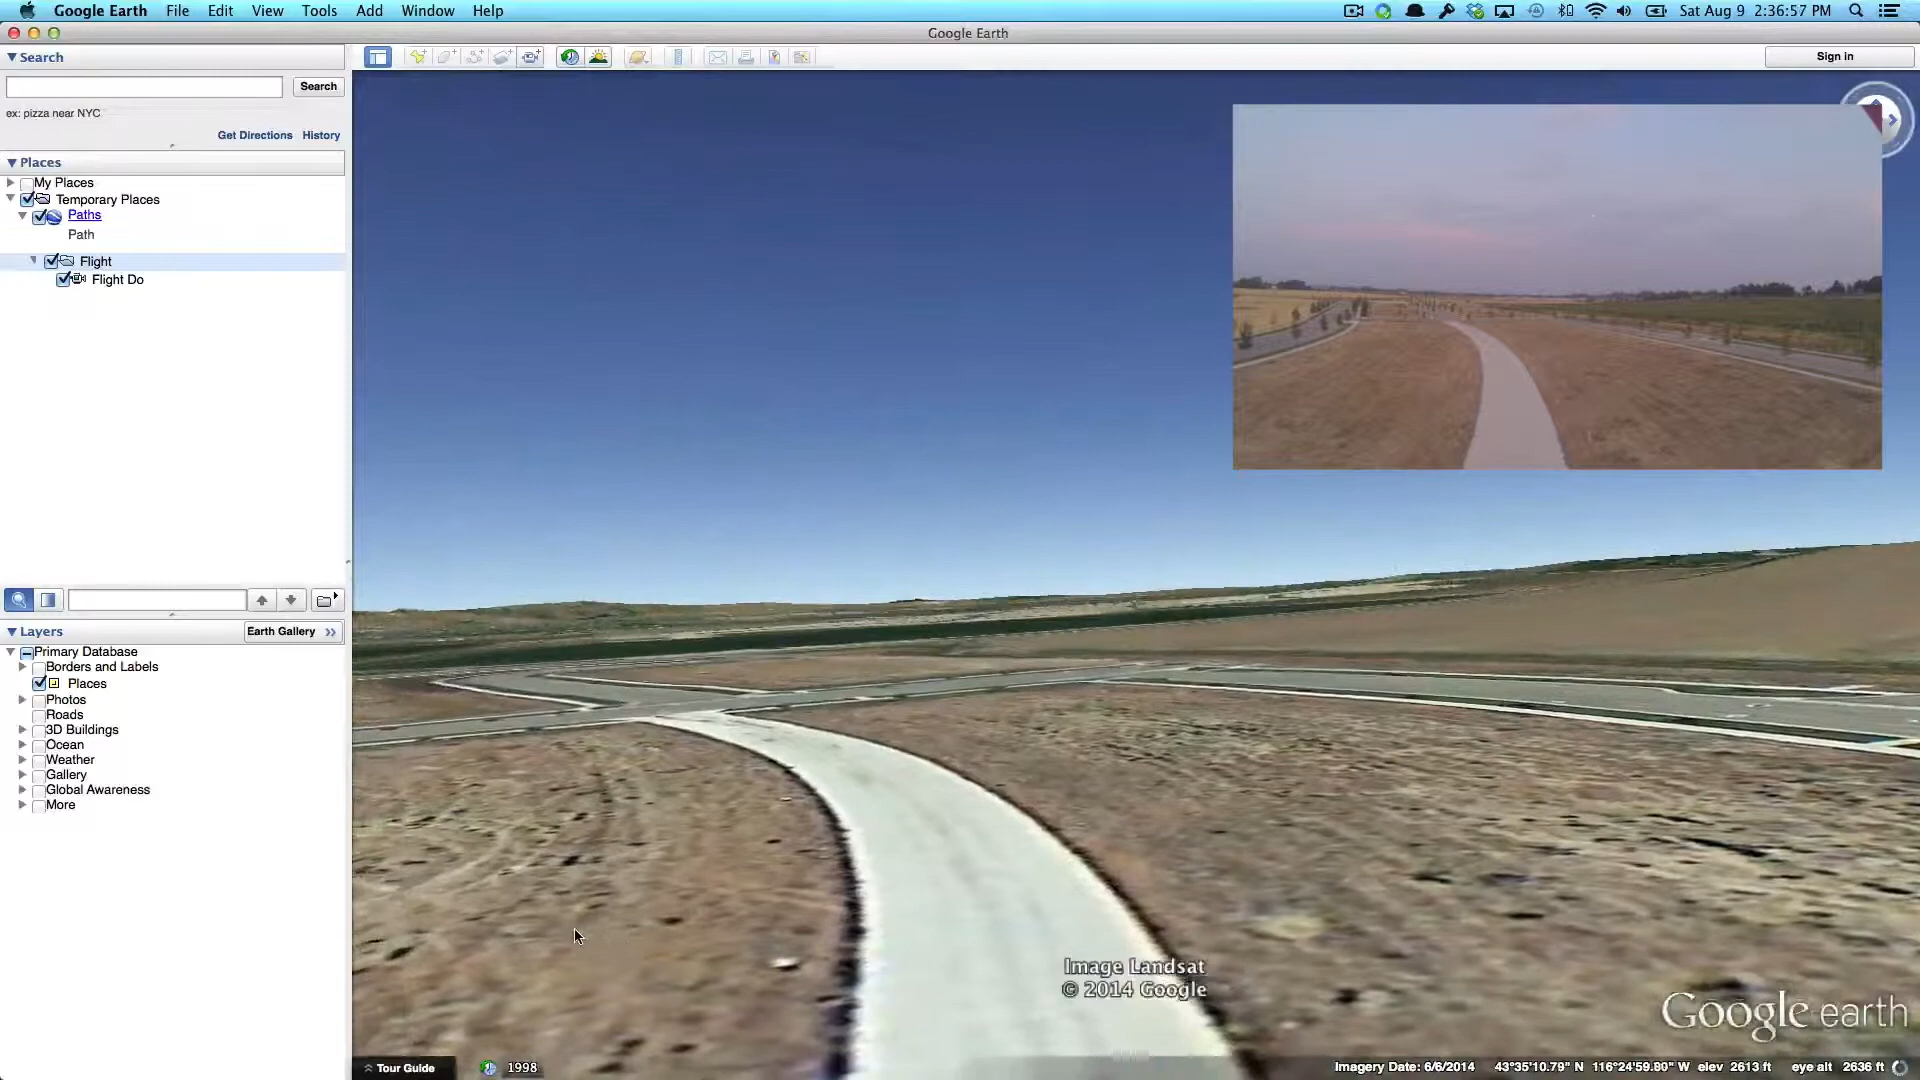 Google Earth File Edit View Tools Add Window Help Sat Aug 9 2:36:57 PM
Google Earth
Search
Sign in
Search
ex: pizza near NYC
Get Directions History
Places
My Places
Temporary Places
Paths
Path
Flight
Flight Do
Layers
Earth Gallery >>
Primary Database
Borders and Labels
Places
Photos
Roads
3D Buildings
Ocean
Weather
Gallery
Global Awareness
More
Image Landsat
© 2014 Google
Google earth
Tour Guide 1998 Imagery Date: 6/6/2014 43°35'10.79" N 116°24'59.90" W elev 2613 ft eye alt 2636 ft